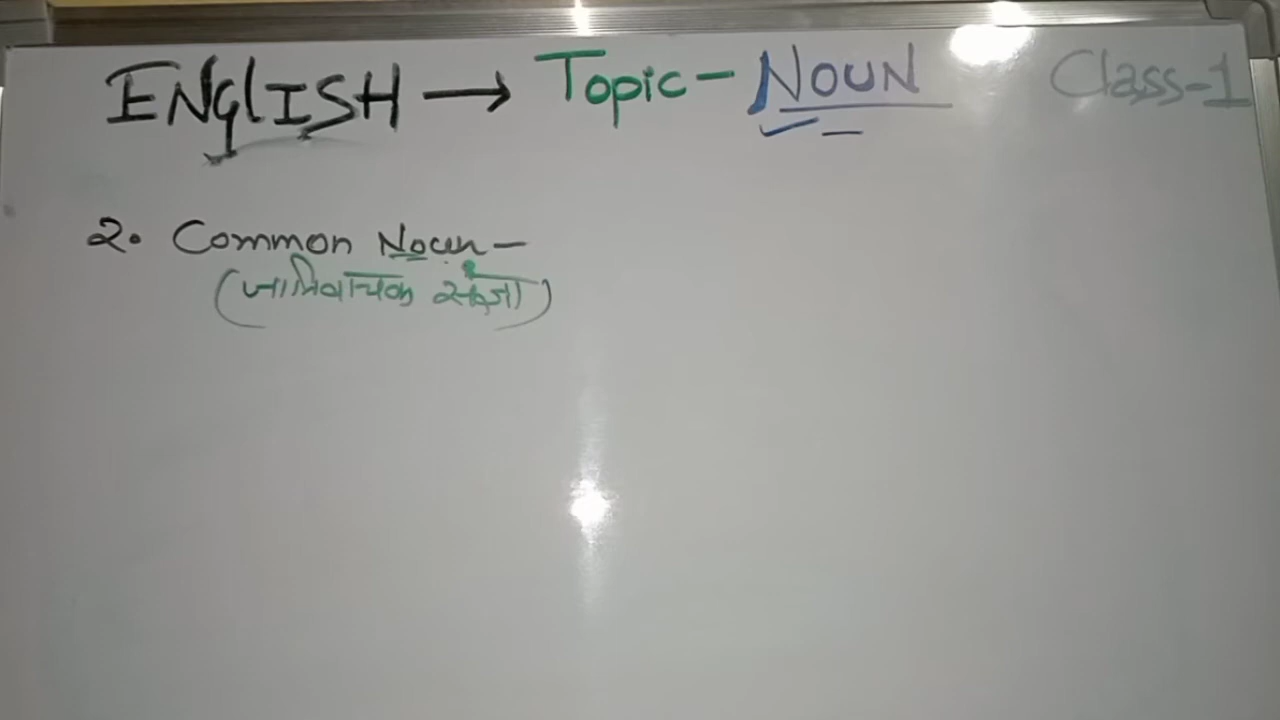 ENglISH → Topic - NOUN Class-1
2. Common Noun -
(जातिवाचक संज्ञा)